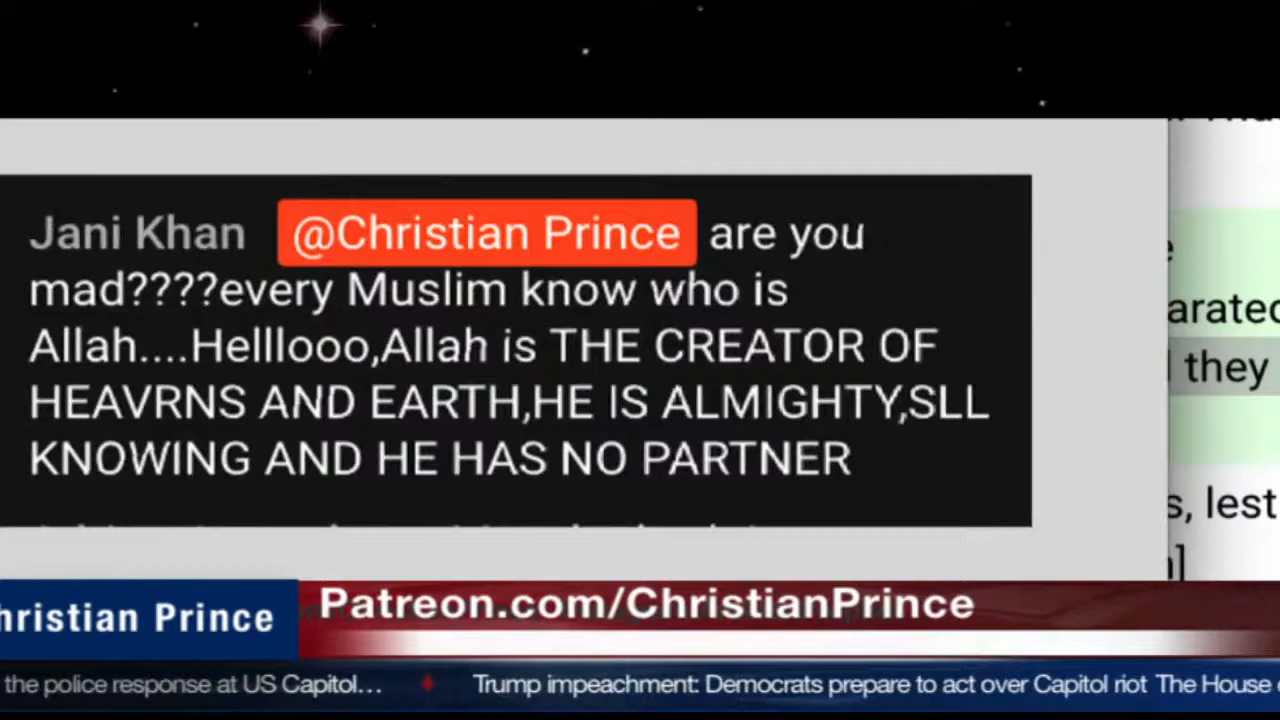 Jani Khan @Christian Prince are you
mad????every Muslim know who is
Allah....Helllooo,Allah is THE CREATOR OF
HEAVRNS AND EARTH,HE IS ALMIGHTY,SLL
KNOWING AND HE HAS NO PARTNER
arated
they
s, lest
hristian Prince
Patreon.com/ChristianPrince
the police response at US Capitol... Trump impeachment: Democrats prepare to act over Capitol riot The House